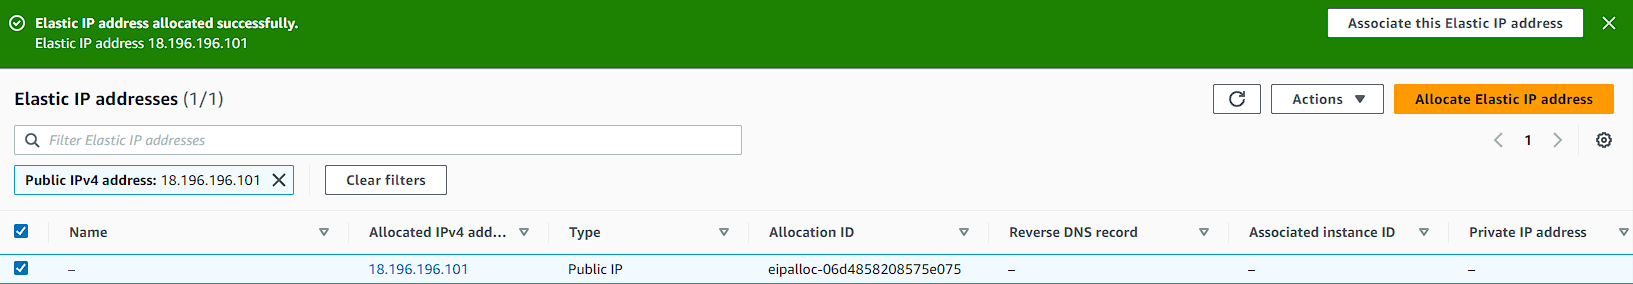 Elastic IP address allocated successfully.
Elastic IP address 18.196.196.101
Associate this Elastic IP address
Elastic IP addresses (1/1)
Actions
Allocate Elastic IP address
Filter Elastic IP addresses
1
Public IPv4 address: 18.196.196.101
Clear filters
Name Allocated IPv4 add... Type Allocation ID Reverse DNS record Associated instance ID Private IP address
– 18.196.196.101 Public IP eipalloc-06d4858208575e075 – – –